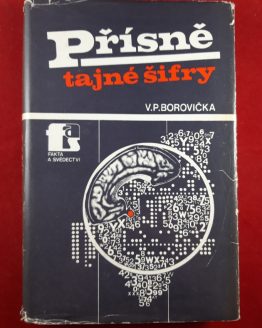 Přísně
tajné šifry
V.P.BOROVIČKA
FAKTA
A SVĚDECTVÍ